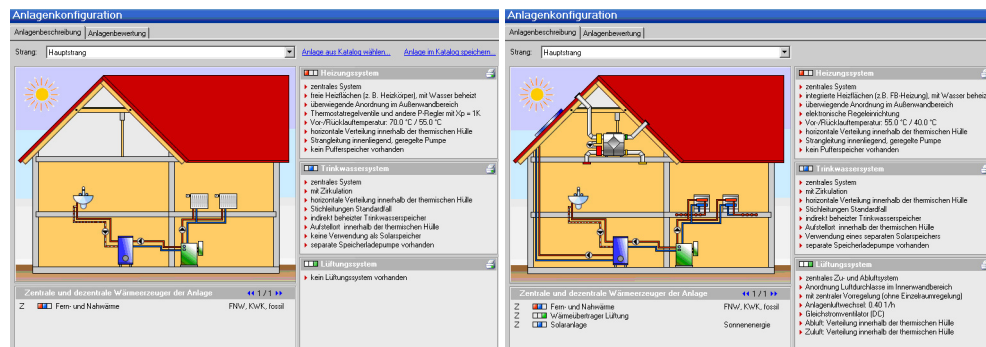 Anlagenkonfiguration
Anlagenbeschreibung Anlagenbewertung
Strang: Hauptstrang Anlage aus Katalog wählen... Anlage im Katalog speichern...
Heizungssystem
zentrales System
freie Heizflächen (z. B. Heizkörper), mit Wasser beheizt
überwiegende Anordnung im Außenwandbereich
Thermostatregelventile und andere P-Regler mit Xp = 1K
Vor-/Rücklauftemperatur: 70.0 °C / 55.0 °C
horizontale Verteilung innerhalb der thermischen Hülle
Strangleitung innenliegend, geregelte Pumpe
kein Pufferspeicher vorhanden
Trinkwassersystem
zentrales System
mit Zirkulation
horizontale Verteilung innerhalb der thermischen Hülle
Stichleitungen Standardfall
indirekt beheizter Trinkwasserspeicher
Aufstellort innerhalb der thermischen Hülle
keine Verwendung als Solarspeicher
separate Speicherladepumpe vorhanden
Lüftungssystem
kein Lüftungssystem vorhanden
Zentrale und dezentrale Wärmeerzeuger der Anlage 1 / 1
Z Fern- und Nahwärme FNW, KWK, fossil
Anlagenkonfiguration
Anlagenbeschreibung Anlagenbewertung
Strang: Hauptstrang
Heizungssystem
zentrales System
integrierte Heizflächen (z. B. FB-Heizung), mit Wasser beheiz
überwiegende Anordnung im Außenwandbereich
elektronische Regeleinrichtung
Vor-/Rücklauftemperatur: 55.0 °C / 40.0 °C
horizontale Verteilung innerhalb der thermischen Hülle
Strangleitung innenliegend, geregelte Pumpe
kein Pufferspeicher vorhanden
Trinkwassersystem
zentrales System
mit Zirkulation
horizontale Verteilung innerhalb der thermischen Hülle
Stichleitungen Standardfall
indirekt beheizter Trinkwasserspeicher
Aufstellort innerhalb der thermischen Hülle
Verwendung eines separaten Solarspeichers
separate Speicherladepumpe vorhanden
Lüftungssystem
zentrales Zu- und Abluftsystem
Anordnung Luftdurchlässe im Innenwandbereich
mit zentraler Vorregelung (ohne Einzelraumregelung)
Anlagenluftwechsel: 0.40 1/h
Gleichstromventilator (DC)
Abluft: Verteilung innerhalb der thermischen Hülle
Zuluft: Verteilung innerhalb der thermischen Hülle
Zentrale und dezentrale Wärmeerzeuger der Anlage 1 / 1
Z Fern- und Nahwärme FNW, KWK, fossil
Z Wärmeübertrager Lüftung
Z Solaranlage Sonnenenergie